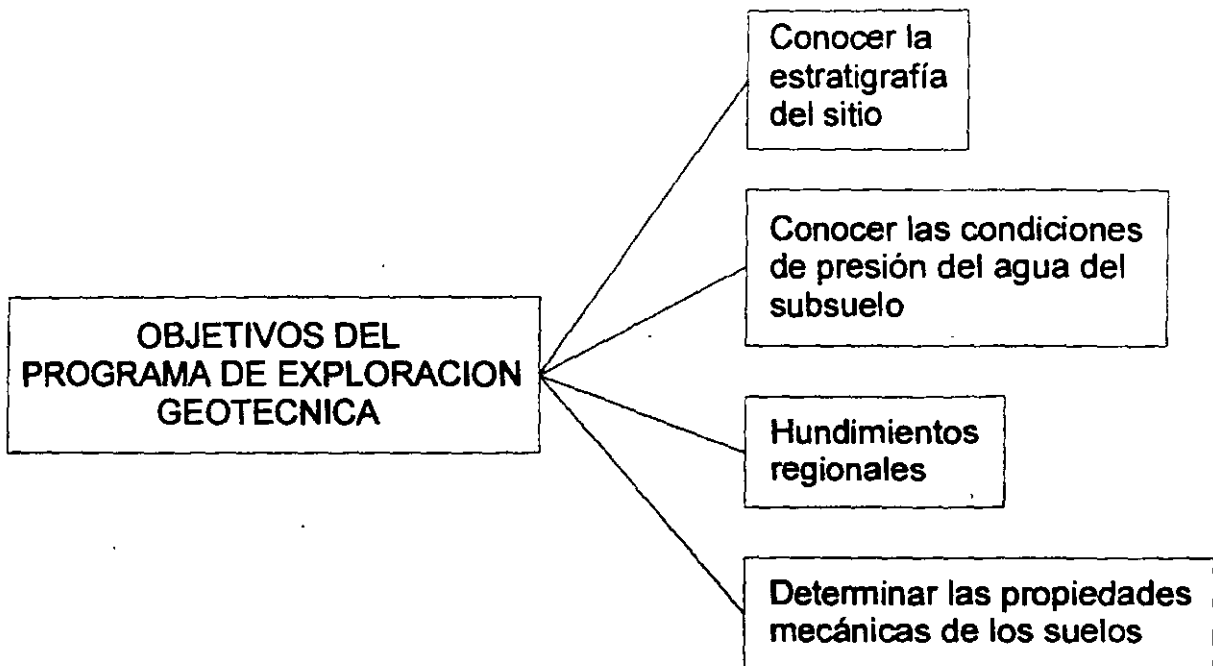 Conocer la
estratigrafía
del sitio
Conocer las condiciones
de presión del agua del
subsuelo
OBJETIVOS DEL
PROGRAMA DE EXPLORACION
GEOTECNICA
Hundimientos
regionales
Determinar las propiedades
mecánicas de los suelos